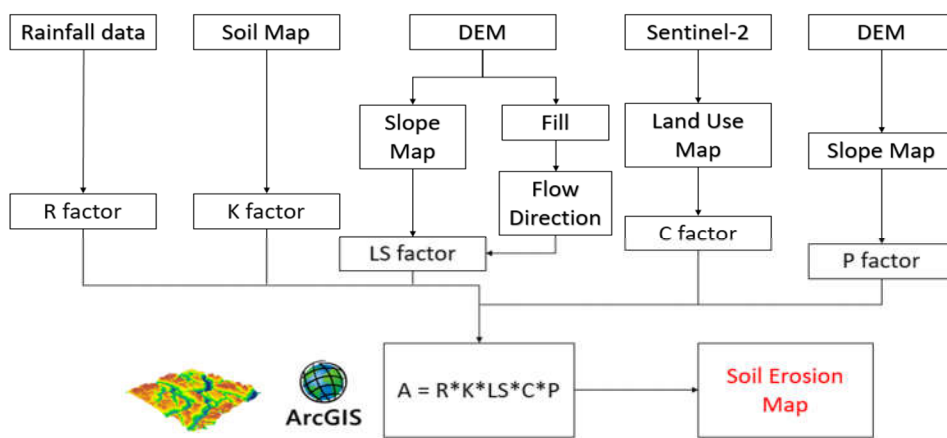 Rainfall data
Soil Map
DEM
Sentinel-2
DEM
Slope
Map
Fill
Land Use
Map
Slope Map
Flow
Direction
R factor
K factor
LS factor
C factor
P factor
ArcGIS
A = R*K*LS*C*P
Soil Erosion
Map